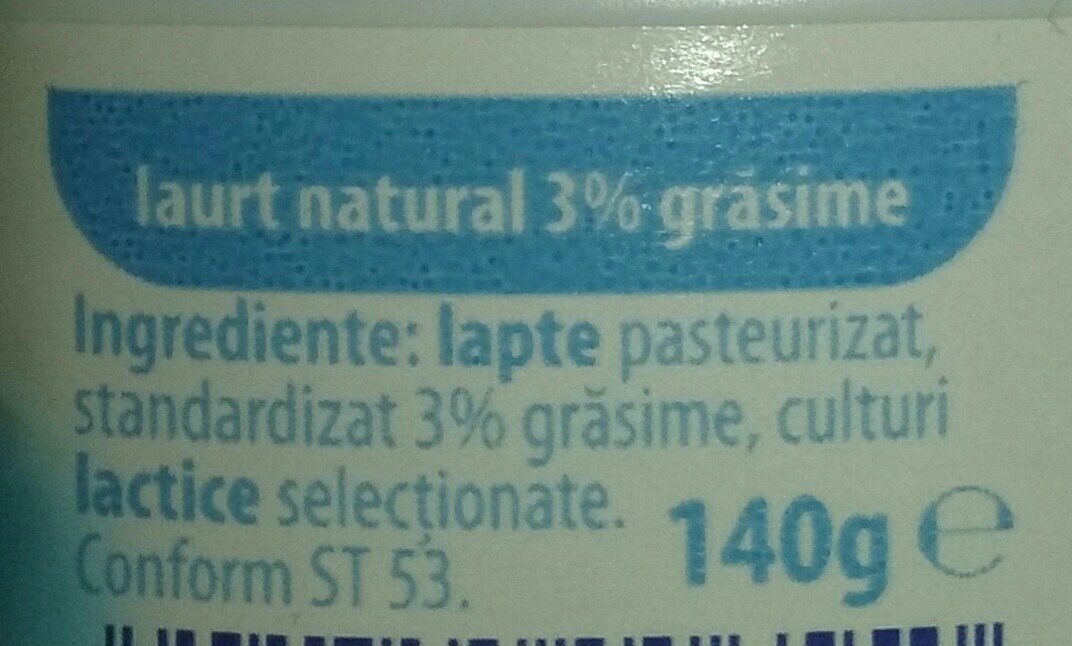 Iaurt natural 3% grăsime
Ingrediente: lapte pasteurizat,
standardizat 3% grăsime, culturi
lactice selecționate.
Conform ST 53.
140g ℮